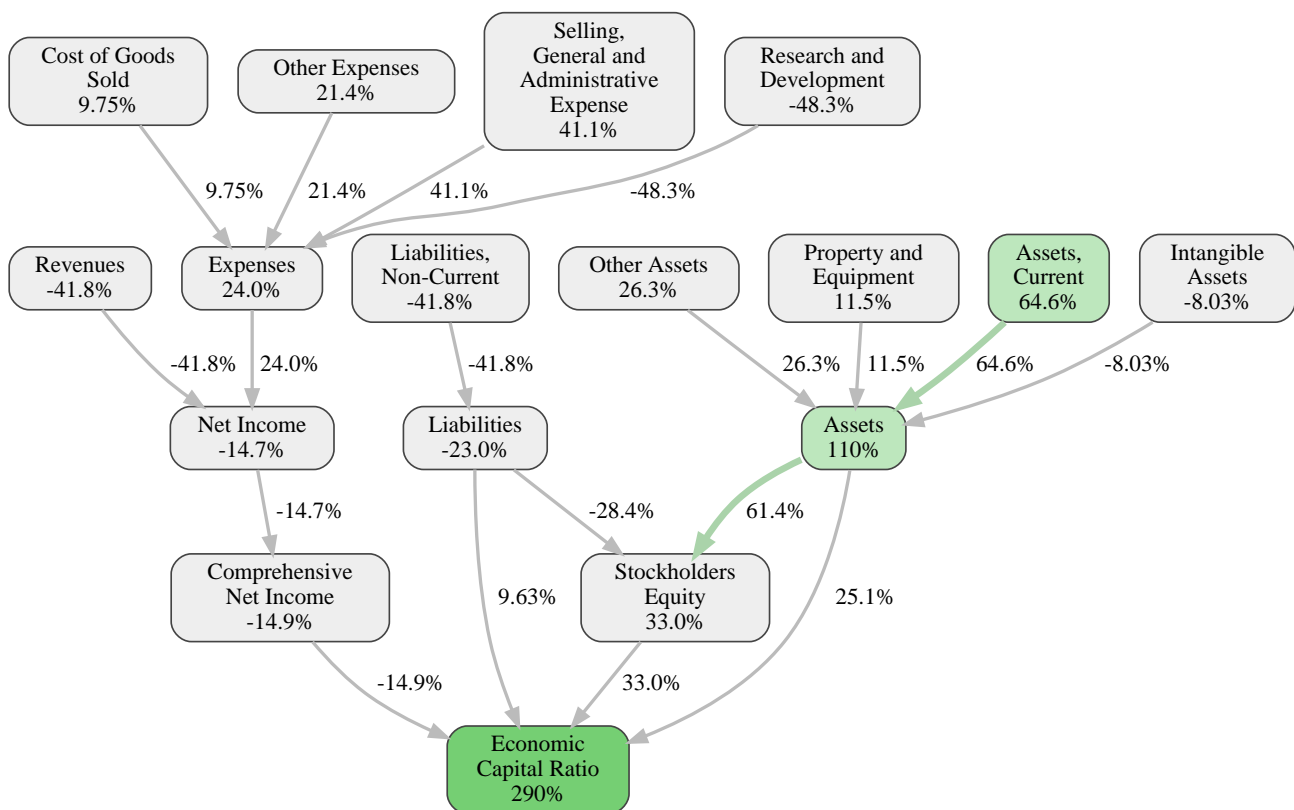 Cost of Goods
Sold
9.75%
Other Expenses
21.4%
Selling,
General and
Administrative
Expense
41.1%
Research and
Development
-48.3%
9.75%
21.4%
41.1%
-48.3%
Revenues
-41.8%
Expenses
24.0%
Liabilities,
Non-Current
-41.8%
Other Assets
26.3%
Property and
Equipment
11.5%
Assets,
Current
64.6%
Intangible
Assets
-8.03%
-41.8%
24.0%
-41.8%
26.3%
11.5%
64.6%
-8.03%
Net Income
-14.7%
Liabilities
-23.0%
Assets
110%
-14.7%
-28.4%
61.4%
Comprehensive
Net Income
-14.9%
9.63%
Stockholders
Equity
33.0%
25.1%
-14.9%
33.0%
Economic
Capital Ratio
290%